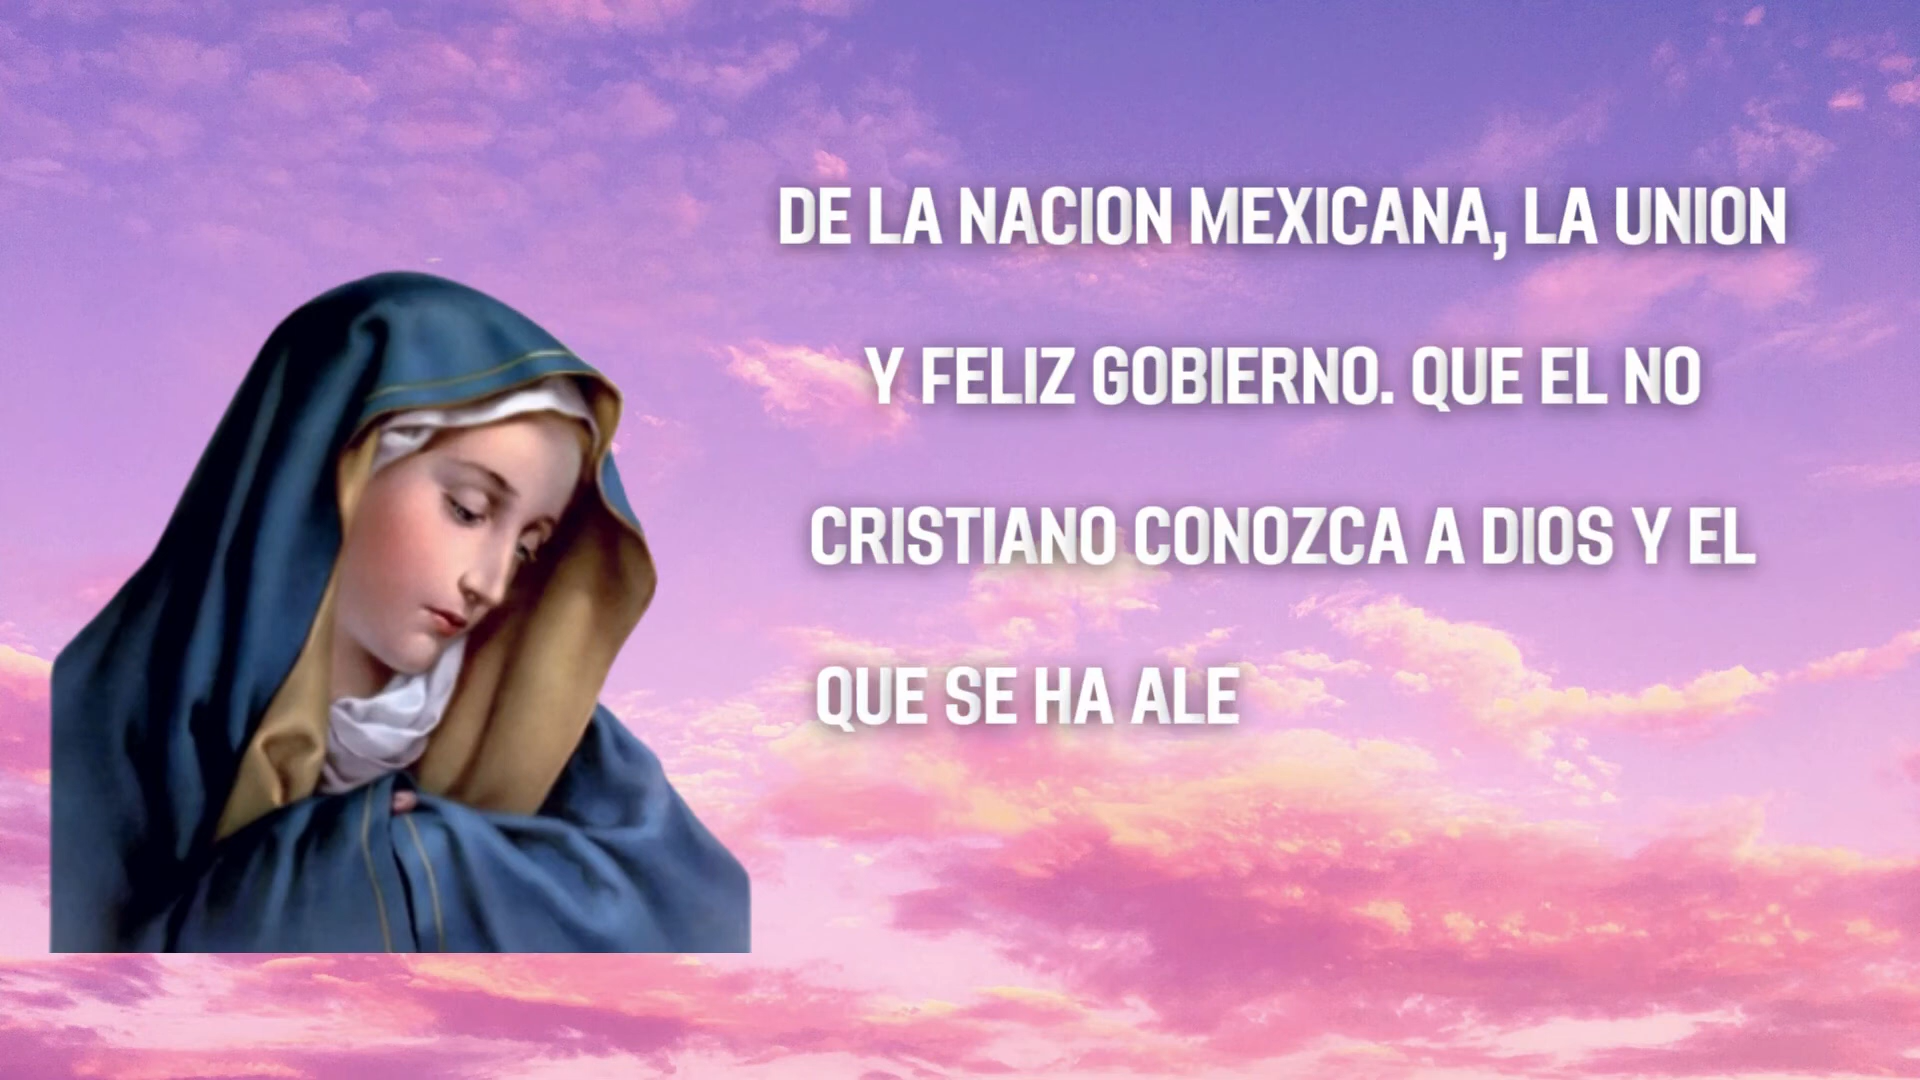 DE LA NACION MEXICANA, LA UNION
Y FELIZ GOBIERNO. QUE EL NO
CRISTIANO CONOZCA A DIOS Y EL
QUE SE HA ALE